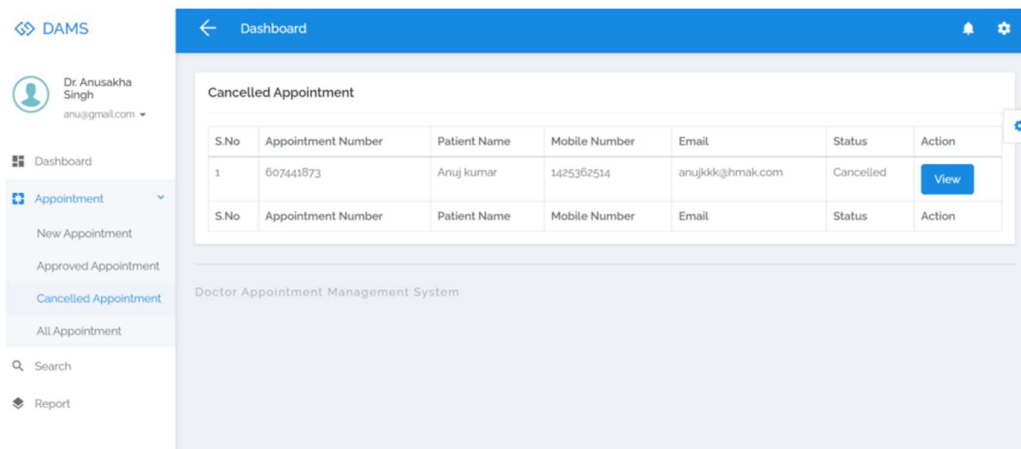 DAMS
Dashboard
Dr. Anusakha
Singh
anu@gmail.com
Dashboard
Appointment
New Appointment
Approved Appointment
Cancelled Appointment
All Appointment
Search
Report
Cancelled Appointment
S.No Appointment Number Patient Name Mobile Number Email Status Action
1 607441873 Anuj kumar 1425362514 anujkkk@hmak.com Cancelled View
S.No Appointment Number Patient Name Mobile Number Email Status Action
Doctor Appointment Management System